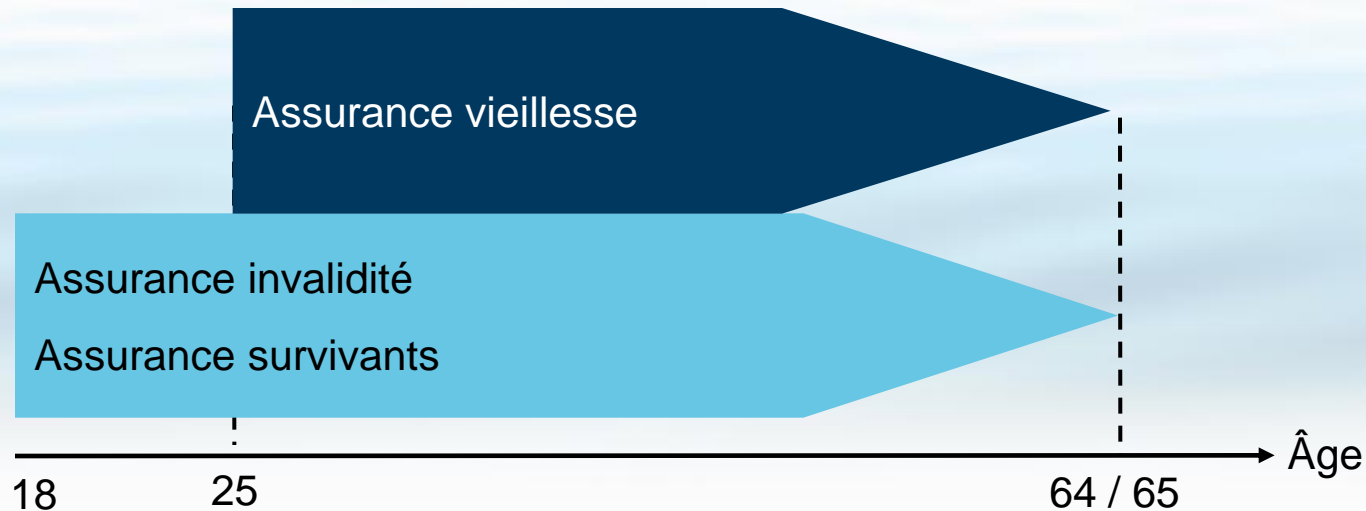 Assurance vieillesse
Assurance invalidité
Assurance survivants
Âge
18
25
64 / 65